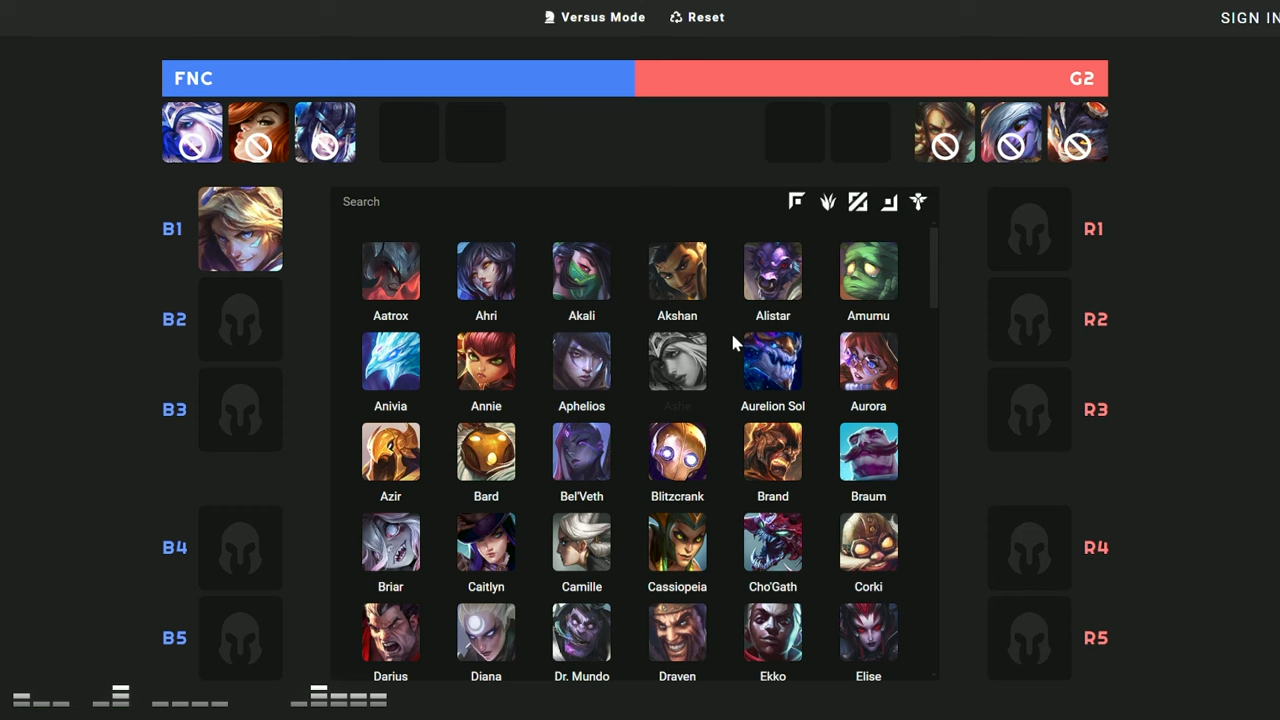 Versus Mode Reset
SIGN IN
FNC G2
Search
B1
B2
B3
B4
B5
Aatrox Ahri Akali Akshan Alistar Amumu
Anivia Annie Aphelios Ashe Aurelion Sol Aurora
Azir Bard Bel'Veth Blitzcrank Brand Braum
Briar Caitlyn Camille Cassiopeia Cho'Gath Corki
Darius Diana Dr. Mundo Draven Ekko Elise
R1
R2
R3
R4
R5